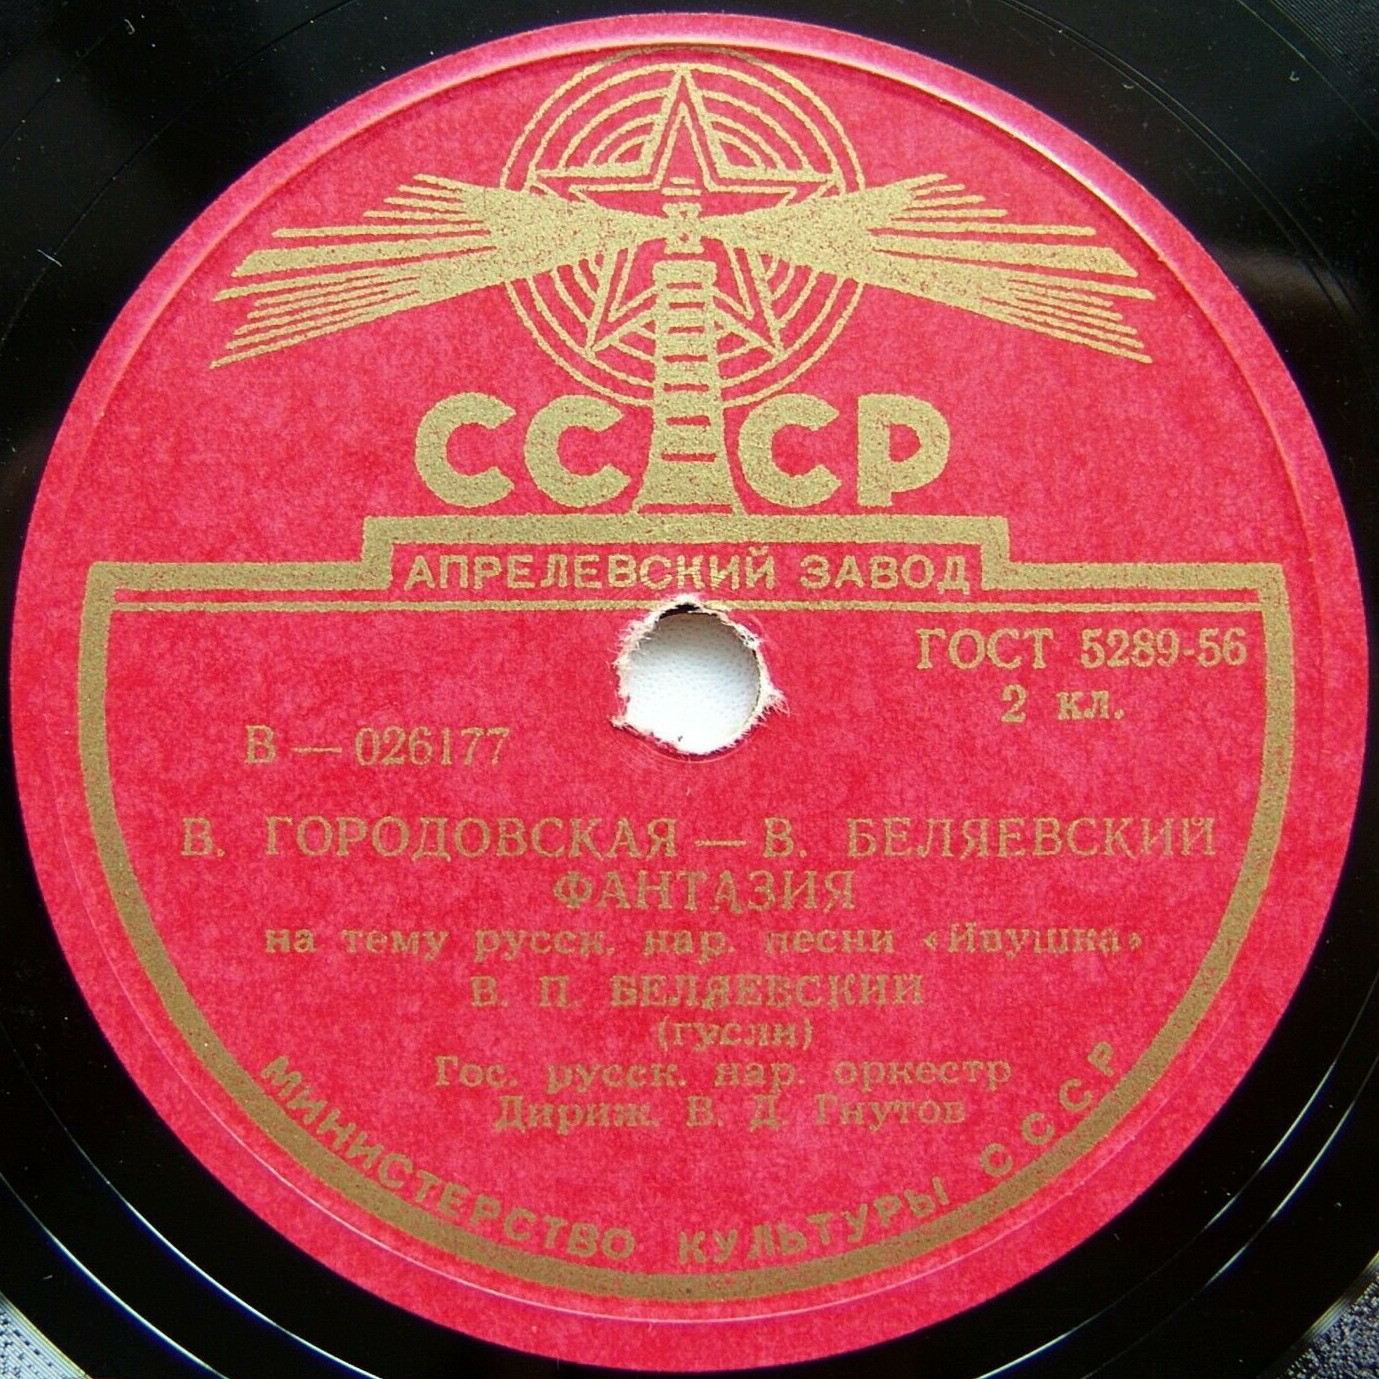 СССР
АПРЕЛЕВСКИЙ ЗАВОД
ГОСТ 5289-56
2 кл.
В — 026177
В. ГОРОДОВСКАЯ — В. БЕЛЯЕВСКИЙ
ФАНТАЗИЯ
на тему русск. нар. песни «Ивушка»
В. П. БЕЛЯЕВСКИЙ
(гусли)
Гос. русск. нар. оркестр
Дириж. В. Д. Гнутов
МИНИСТЕРСТВО КУЛЬТУРЫ СССР